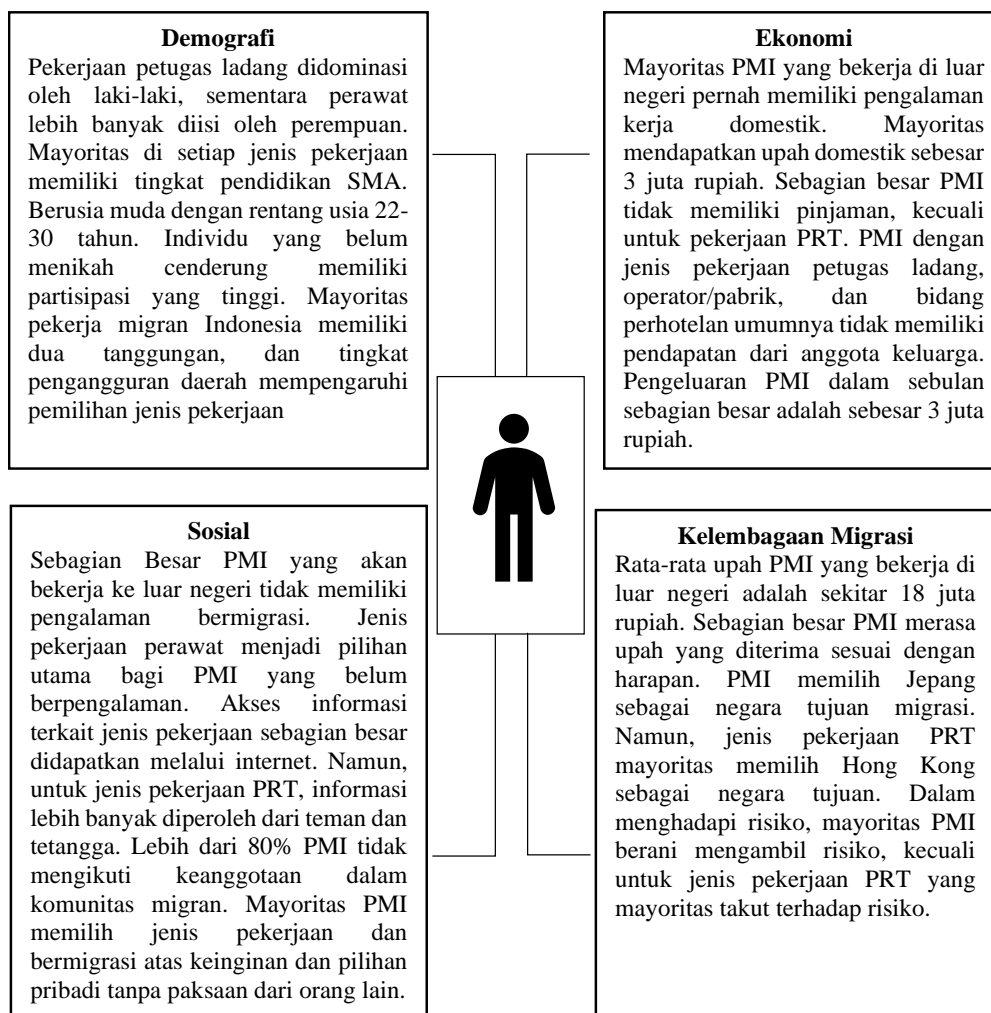 Demografi
Pekerjaan petugas ladang didominasi
oleh laki-laki, sementara perawat
lebih banyak diisi oleh perempuan.
Mayoritas di setiap jenis pekerjaan
memiliki tingkat pendidikan SMA.
Berusia muda dengan rentang usia 22-
30 tahun. Individu yang belum
menikah cenderung memiliki
partisipasi yang tinggi. Mayoritas
pekerja migran Indonesia memiliki
dua tanggungan, dan tingkat
pengangguran daerah mempengaruhi
pemilihan jenis pekerjaan
Ekonomi
Mayoritas PMI yang bekerja di luar
negeri pernah memiliki pengalaman
kerja domestik. Mayoritas
mendapatkan upah domestik sebesar
3 juta rupiah. Sebagian besar PMI
tidak memiliki pinjaman, kecuali
untuk pekerjaan PRT. PMI dengan
jenis pekerjaan petugas ladang,
operator/pabrik, dan bidang
perhotelan umumnya tidak memiliki
pendapatan dari anggota keluarga.
Pengeluaran PMI dalam sebulan
sebagian besar adalah sebesar 3 juta
rupiah.
Sosial
Sebagian Besar PMI yang akan
bekerja ke luar negeri tidak memiliki
pengalaman bermigrasi. Jenis
pekerjaan perawat menjadi pilihan
utama bagi PMI yang belum
berpengalaman. Akses informasi
terkait jenis pekerjaan sebagian besar
didapatkan melalui internet. Namun,
untuk jenis pekerjaan PRT, informasi
lebih banyak diperoleh dari teman dan
tetangga. Lebih dari 80% PMI tidak
mengikuti keanggotaan dalam
komunitas migran. Mayoritas PMI
memilih jenis pekerjaan dan
bermigrasi atas keinginan dan pilihan
pribadi tanpa paksaan dari orang lain.
Kelembagaan Migrasi
Rata-rata upah PMI yang bekerja di
luar negeri adalah sekitar 18 juta
rupiah. Sebagian besar PMI merasa
upah yang diterima sesuai dengan
harapan. PMI memilih Jepang
sebagai negara tujuan migrasi.
Namun, jenis pekerjaan PRT
mayoritas memilih Hong Kong
sebagai negara tujuan. Dalam
menghadapi risiko, mayoritas PMI
berani mengambil risiko, kecuali
untuk jenis pekerjaan PRT yang
mayoritas takut terhadap risiko.